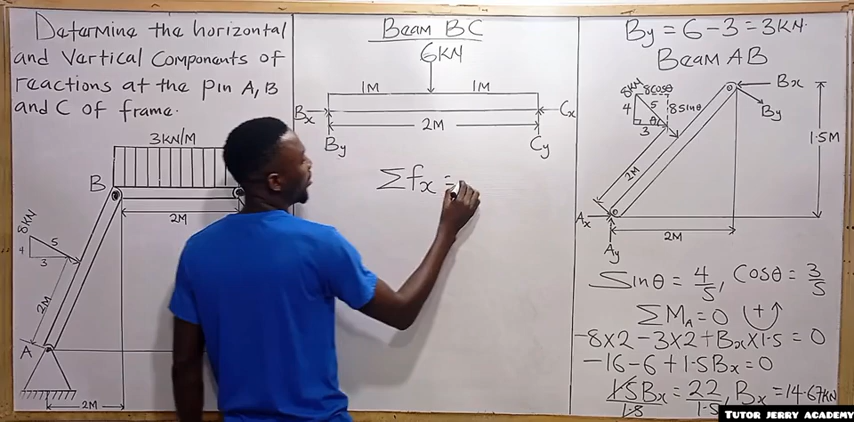 Determine the horizontal
and Vertical Components of
reactions at the pin A, B
and C of frame.
3KN/M
B
2M
8KN
5
4
3
2M
A
2M
Beam BC
6KN
1M 1M
Bx Cx
2M
By Cy
Σfx =
By = 6 - 3 = 3KN.
Beam AB
8KN 8cosθ
4 5 8sinθ
θ
3
Bx
By
1.5M
2M
Ax
Ay
2M
Sinθ = 4/5, Cosθ = 3/5
ΣMA = 0 +
-8x2 - 3x2 + Bx x 1.5 = 0
-16 - 6 + 1.5Bx = 0
1.5Bx = 22, Bx = 14.67KN
TUTOR JERRY ACADEMY